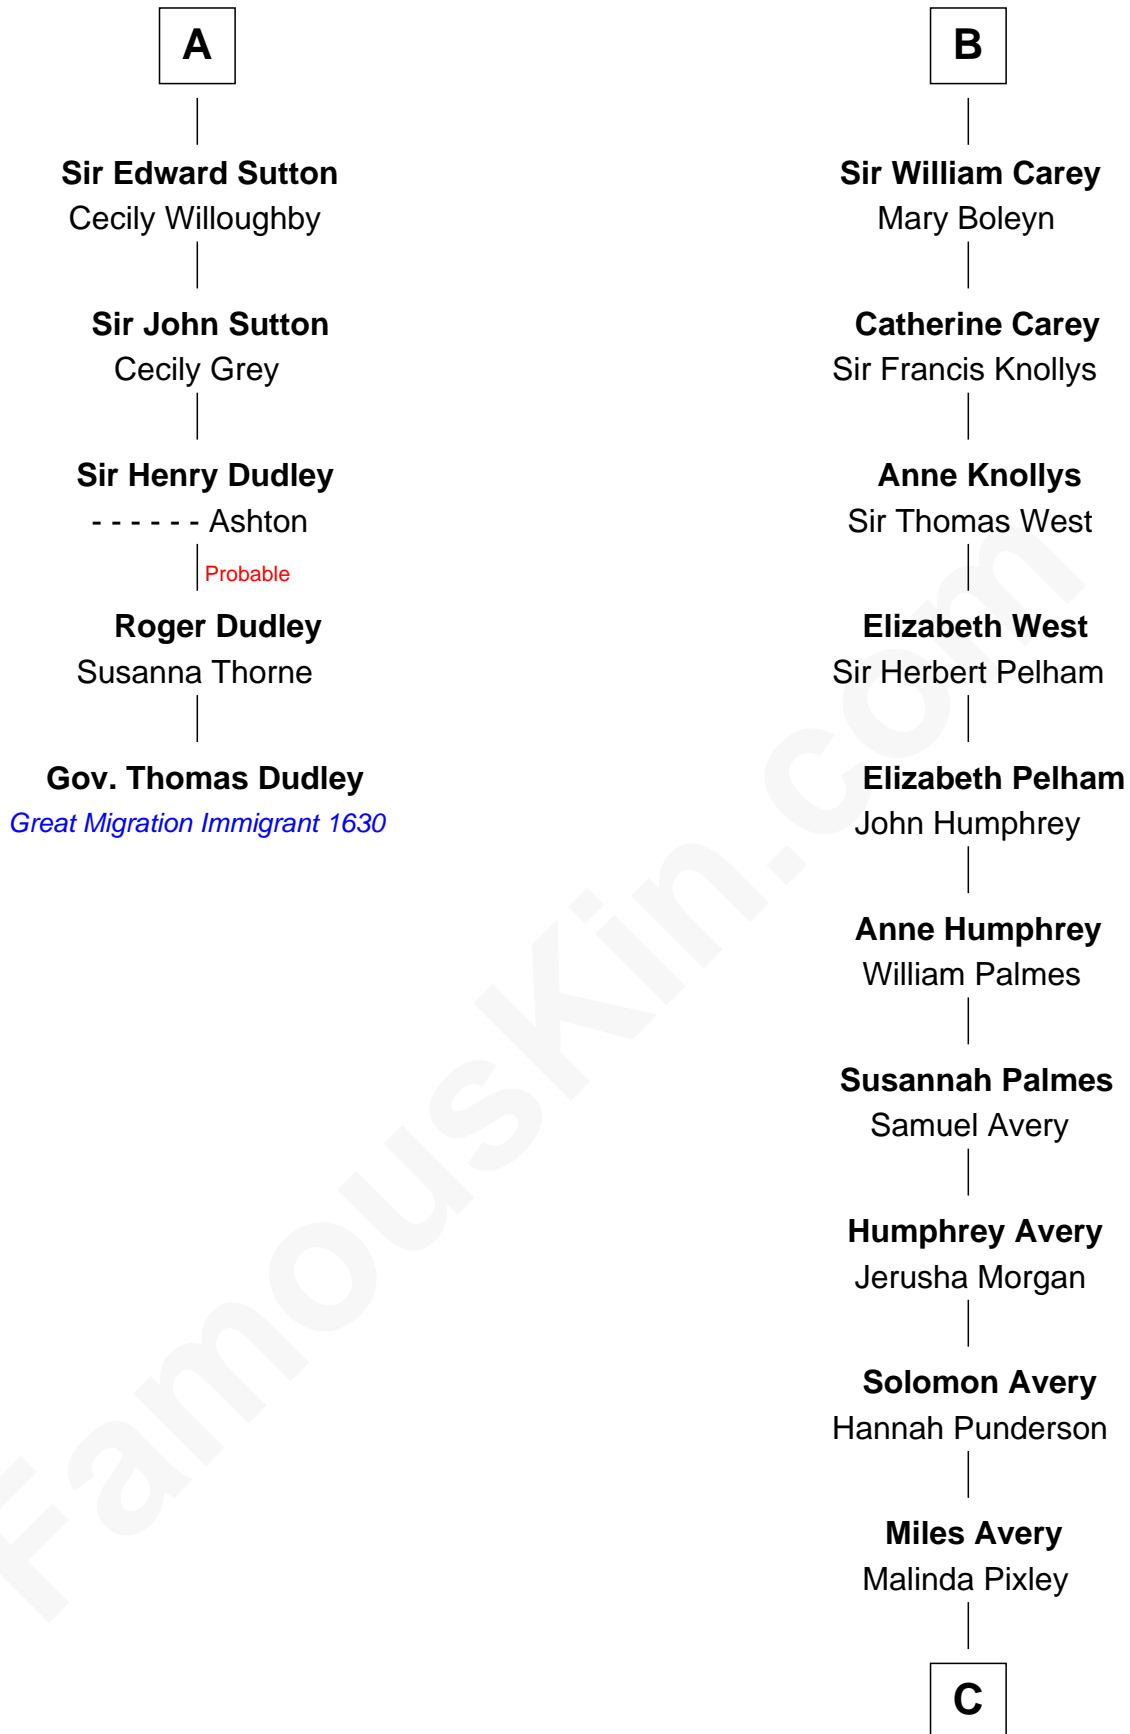 A
Sir Edward Sutton
Cecily Willoughby
Sir John Sutton
Cecily Grey
Sir Henry Dudley
- - - - - - Ashton
Probable
Roger Dudley
Susanna Thorne
Gov. Thomas Dudley
Great Migration Immigrant 1630
B
Sir William Carey
Mary Boleyn
Catherine Carey
Sir Francis Knollys
Anne Knollys
Sir Thomas West
Elizabeth West
Sir Herbert Pelham
Elizabeth Pelham
John Humphrey
Anne Humphrey
William Palmes
Susannah Palmes
Samuel Avery
Humphrey Avery
Jerusha Morgan
Solomon Avery
Hannah Punderson
Miles Avery
Malinda Pixley
C
FamousKin.com